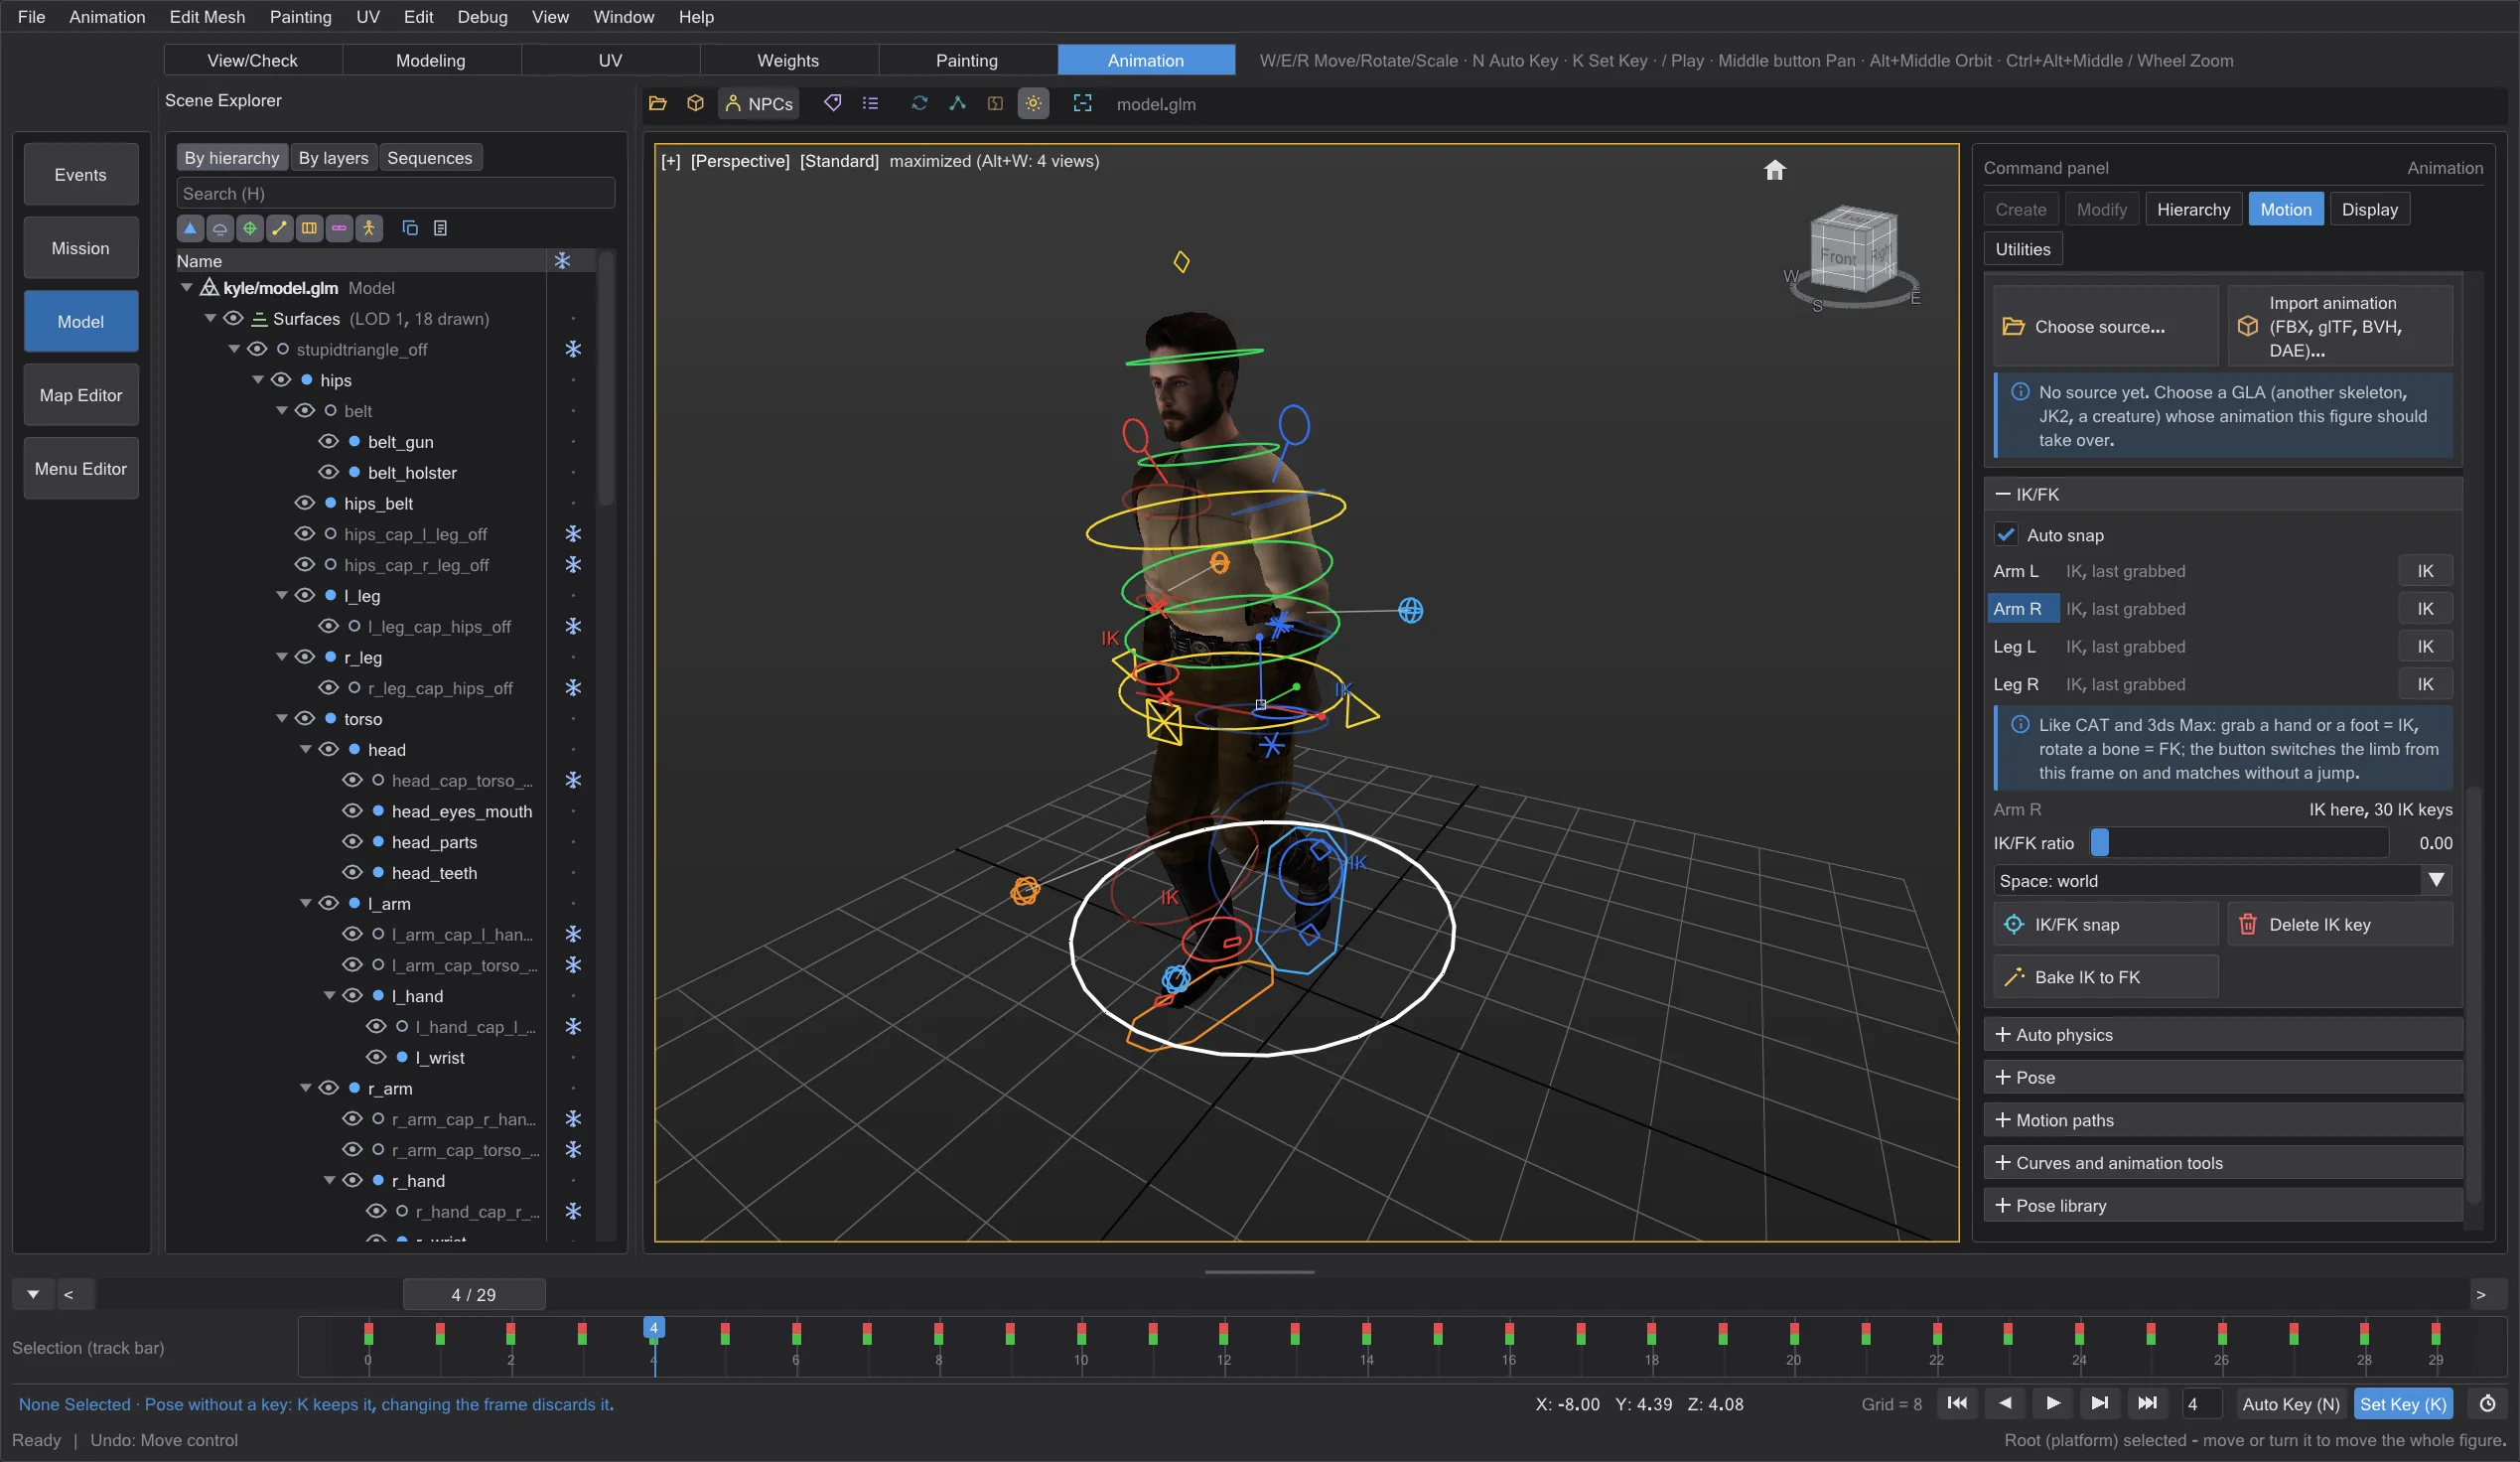 File Animation Edit Mesh Painting UV Edit Debug View Window Help
View/Check Modeling UV Weights Painting Animation W/E/R Move/Rotate/Scale · N Auto Key · K Set Key · / Play · Middle button Pan · Alt+Middle Orbit · Ctrl+Alt+Middle / Wheel Zoom
Scene Explorer
NPCs model.glm
Events
Mission
Model
Map Editor
Menu Editor
By hierarchy By layers Sequences
Search (H)
Name
kyle/model.glm Model
Surfaces (LOD 1, 18 drawn)
stupidtriangle_off
hips
belt
belt_gun
belt_holster
hips_belt
hips_cap_l_leg_off
hips_cap_r_leg_off
l_leg
l_leg_cap_hips_off
r_leg
r_leg_cap_hips_off
torso
head
head_cap_torso_...
head_eyes_mouth
head_parts
head_teeth
l_arm
l_arm_cap_l_han...
l_arm_cap_torso_...
l_hand
l_hand_cap_l_...
l_wrist
r_arm
r_arm_cap_r_han...
r_arm_cap_torso_...
r_hand
r_hand_cap_r_...
r_wrist
[+] [Perspective] [Standard] maximized (Alt+W: 4 views)
Front Right
W S E
IK
IK
IK
IK
Command panel Animation
Create Modify Hierarchy Motion Display
Utilities
Choose source...
Import animation
(FBX, glTF, BVH,
DAE)...
No source yet. Choose a GLA (another skeleton,
JK2, a creature) whose animation this figure should
take over.
IK/FK
Auto snap
Arm L IK, last grabbed IK
Arm R IK, last grabbed IK
Leg L IK, last grabbed IK
Leg R IK, last grabbed IK
Like CAT and 3ds Max: grab a hand or a foot = IK,
rotate a bone = FK; the button switches the limb from
this frame on and matches without a jump.
Arm R IK here, 30 IK keys
IK/FK ratio 0.00
Space: world
IK/FK snap Delete IK key
Bake IK to FK
+ Auto physics
+ Pose
+ Motion paths
+ Curves and animation tools
+ Pose library
< 4 / 29 >
4
Selection (track bar)
0 2 4 6 8 10 12 14 16 18 20 22 24 26 28 29
None Selected · Pose without a key: K keeps it, changing the frame discards it.
X: -8.00 Y: 4.39 Z: 4.08 Grid = 8 4 Auto Key (N) Set Key (K)
Ready | Undo: Move control
Root (platform) selected - move or turn it to move the whole figure.